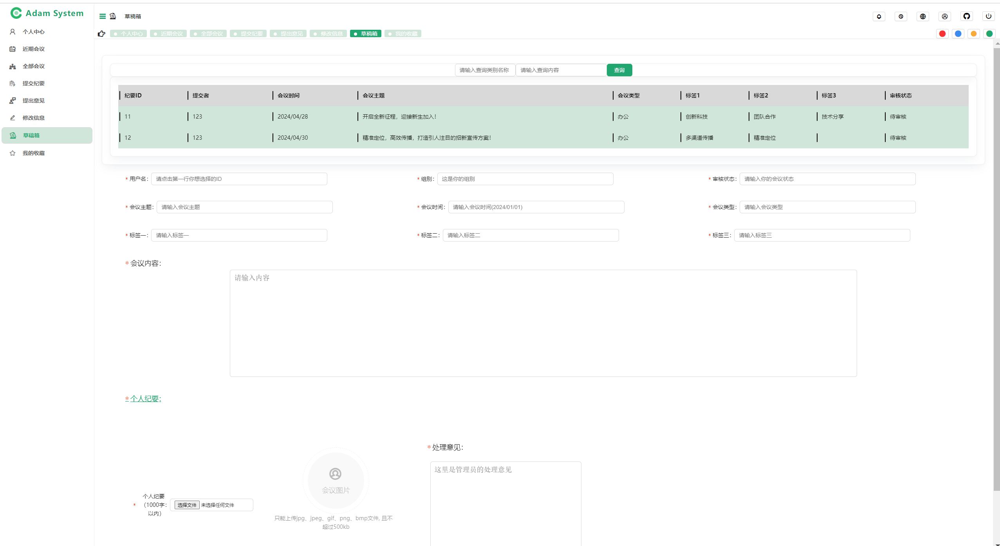 Adam System
草稿箱
个人中心
近期会议
全部会议
提交纪要
提出意见
修改信息
草稿箱
我的收藏
个人中心 近期会议 全部会议 提交纪要 提出意见 修改信息 草稿箱 我的收藏
请输入查询类别名称 请输入查询内容 查询
纪要ID 提交者 会议时间 会议主题 会议类型 标签1 标签2 标签3 审核状态
11 123 2024/04/28 开启全新征程，迎接新生加入！ 办公 创新科技 团队合作 技术分享 待审核
12 123 2024/04/30 精准定位，高效传播，打造引人注目的招新宣传方案！ 办公 多渠道传播 精准定位 待审核
* 用户名： 请点击第一行你想选择的ID * 组别： 这是你的组别 * 审核状态： 请输入你的会议状态
* 会议主题： 请输入会议主题 * 会议时间： 请输入会议时间(2024/01/01) * 会议类型： 请输入会议类型
* 标签一： 请输入标签一 * 标签二： 请输入标签二 * 标签三： 请输入标签三
* 会议内容：
请输入内容
* 个人纪要：
* 处理意见：
这里是管理员的处理意见
会议图片
* 个人纪要
（1000字：
以内）
选择文件 未选择任何文件
只能上传jpg、jpeg、gif、png、bmp文件, 且不
超过500kb